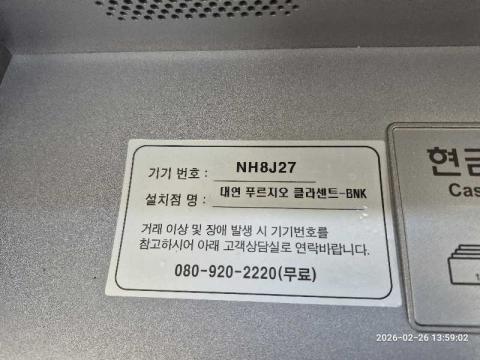 기기 번호 : NH8J27
설치점 명 : 대연 푸르지오 클라센트-BNK
거래 이상 및 장애 발생 시 기기번호를
참고하시어 아래 고객상담실로 연락바랍니다.
080-920-2220(무료)
현금
Cas
2026-02-26 13:59:02